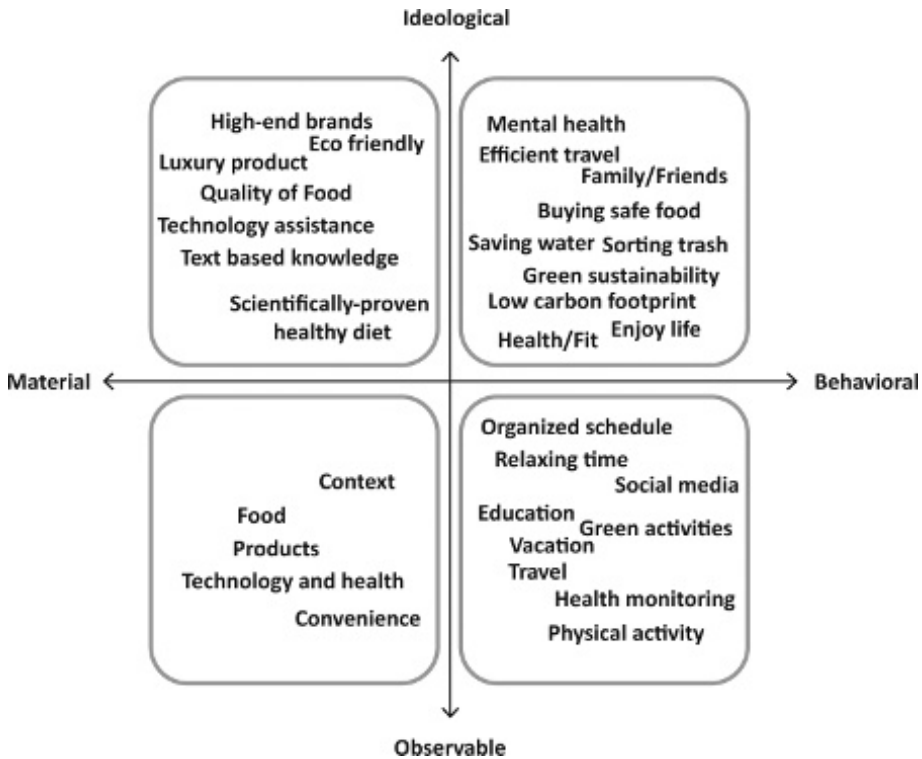 Ideological
High-end brands
Eco friendly
Luxury product
Quality of Food
Technology assistance
Text based knowledge
Scientifically-proven
healthy diet
Mental health
Efficient travel
Family/Friends
Buying safe food
Saving water
Sorting trash
Green sustainability
Low carbon footprint
Enjoy life
Health/Fit
Material
Behavioral
Context
Food
Products
Technology and health
Convenience
Organized schedule
Relaxing time
Social media
Education
Green activities
Vacation
Travel
Health monitoring
Physical activity
Observable